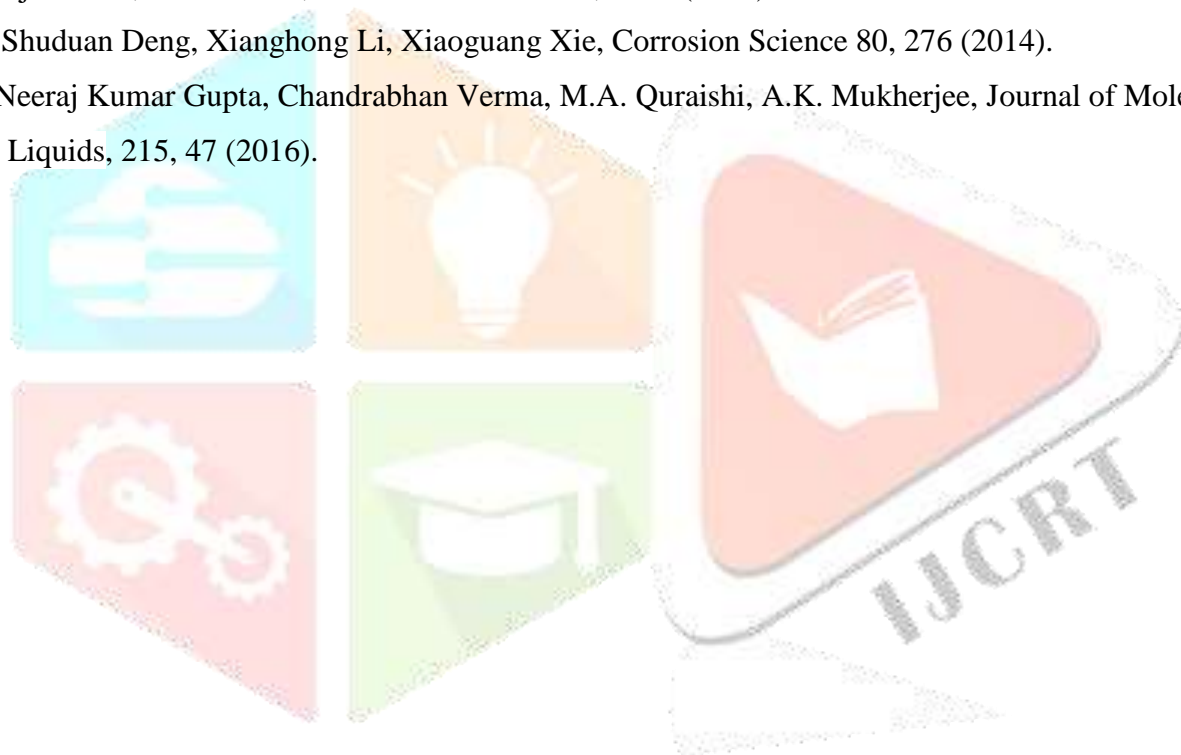 Shuduan Deng, Xianghong Li, Xiaoguang Xie, Corrosion Science 80, 276 (2014).
Neeraj Kumar Gupta, Chandrabhan Verma, M.A. Quraishi, A.K. Mukherjee, Journal of Mole
Liquids, 215, 47 (2016).
IJCRT